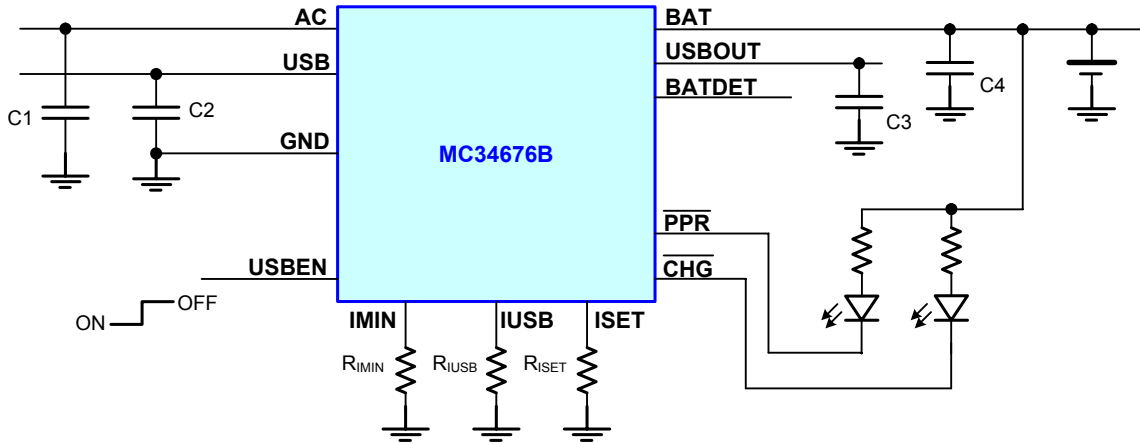 AC
BAT
USBOUT
USB
BATDET
C1
C2
C3
C4
GND
MC34676B
PPR
CHG
USBEN
ON
OFF
IMIN
IUSB
ISET
RIMIN
RIUSB
RISET